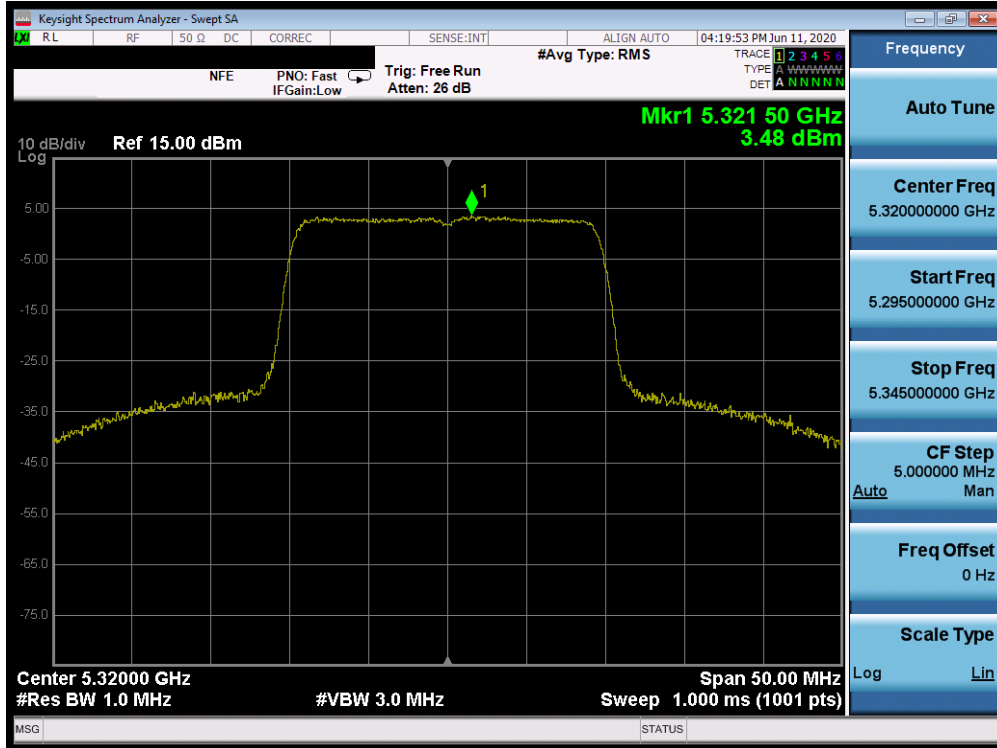 Keysight Spectrum Analyzer - Swept SA
LXI RL RF 50 Ω DC CORREC SENSE:INT ALIGN AUTO 04:19:53 PM Jun 11, 2020
#Avg Type: RMS TRACE 1 2 3 4 5 6
NFE PNO: Fast Trig: Free Run TYPE A WWWWW
IFGain:Low Atten: 26 dB DET A N N N N N
Mkr1 5.321 50 GHz
10 dB/div Ref 15.00 dBm 3.48 dBm
Log
1
5.00
-5.00
-15.0
-25.0
-35.0
-45.0
-55.0
-65.0
-75.0
Center 5.32000 GHz Span 50.00 MHz
#Res BW 1.0 MHz #VBW 3.0 MHz Sweep 1.000 ms (1001 pts)
MSG STATUS
Frequency
Auto Tune
Center Freq
5.320000000 GHz
Start Freq
5.295000000 GHz
Stop Freq
5.345000000 GHz
CF Step
5.000000 MHz
Auto Man
Freq Offset
0 Hz
Scale Type
Log Lin